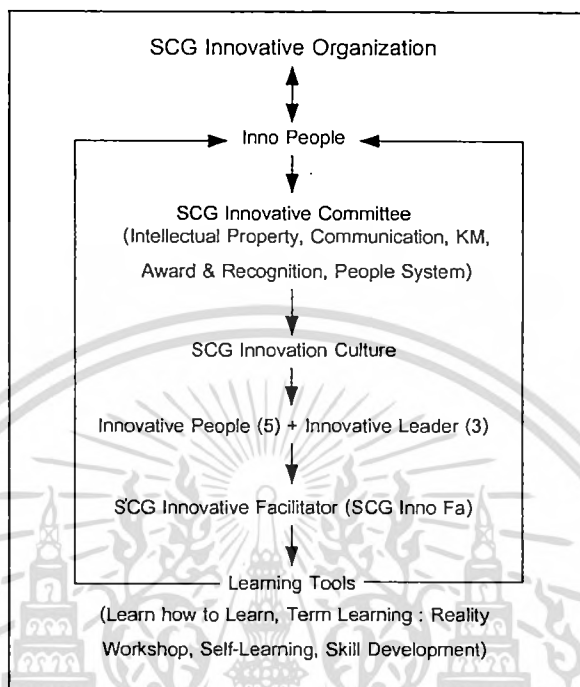 SCG Innovative Organization
Inno People
SCG Innovative Committee
(Intellectual Property, Communication, KM,
Award & Recognition, People System)
SCG Innovation Culture
Innovative People (5) + Innovative Leader (3)
SCG Innovative Facilitator (SCG Inno Fa)
Learning Tools
(Learn how to Learn, Term Learning : Reality
Workshop, Self-Learning, Skill Development)